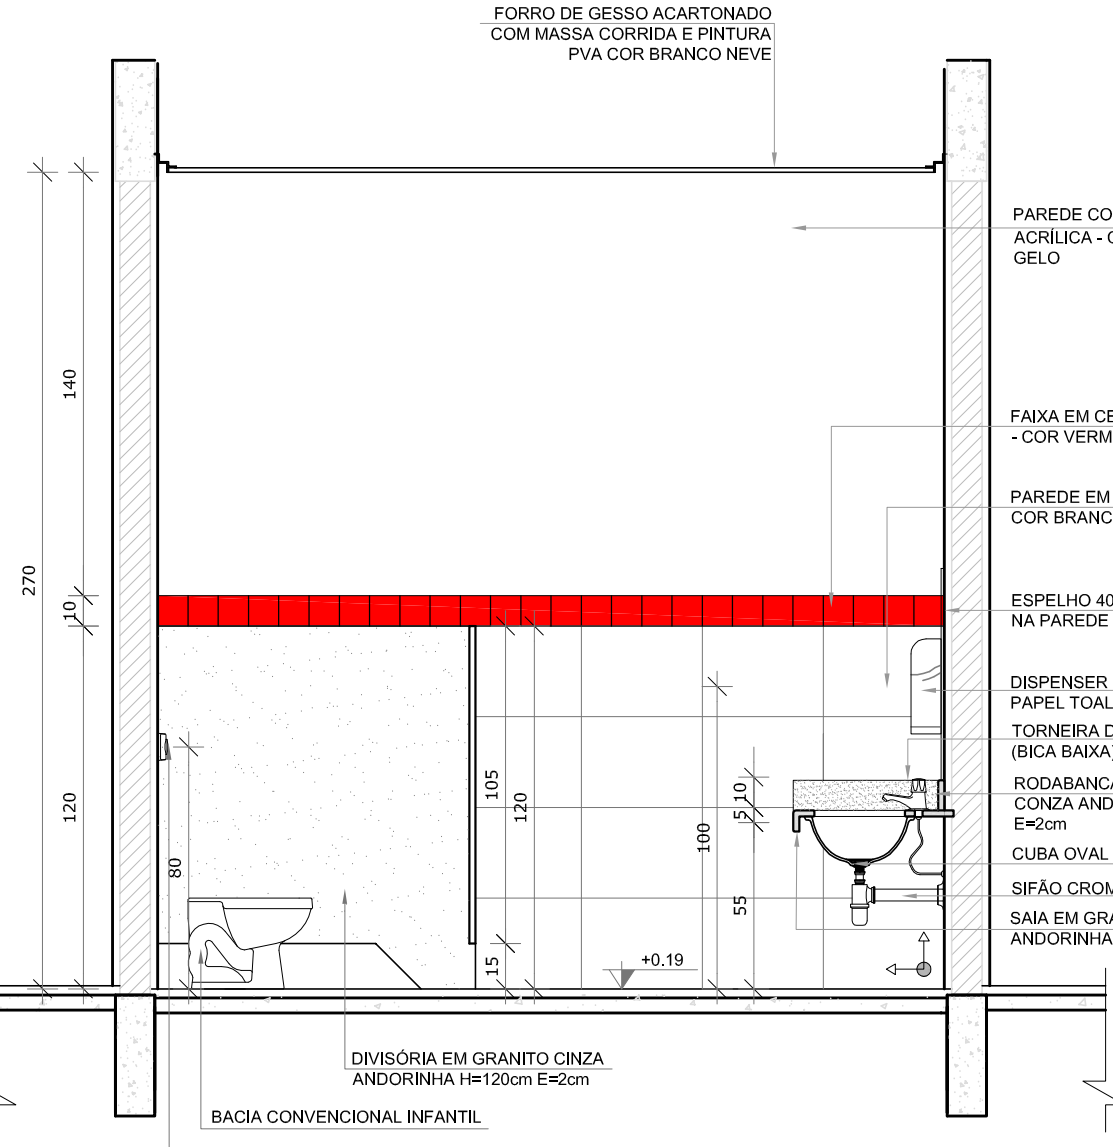 FORRO DE GESSO ACARTONADO
COM MASSA CORRIDA E PINTURA
PVA COR BRANCO NEVE
PAREDE CO
ACRÍLICA - 
GELO
FAIXA EM CE
- COR VERM
PAREDE EM
COR BRANC
ESPELHO 40
NA PAREDE
DISPENSER
PAPEL TOAL
TORNEIRA D
(BICA BAIXA)
RODABANCA
CONZA AND
E=2cm
CUBA OVAL
SIFÃO CROM
SAIA EM GRA
ANDORINHA
140
270
10
120
80
105
120
15
100
10
5
55
+0.19
DIVISÓRIA EM GRANITO CINZA
ANDORINHA H=120cm E=2cm
BACIA CONVENCIONAL INFANTIL